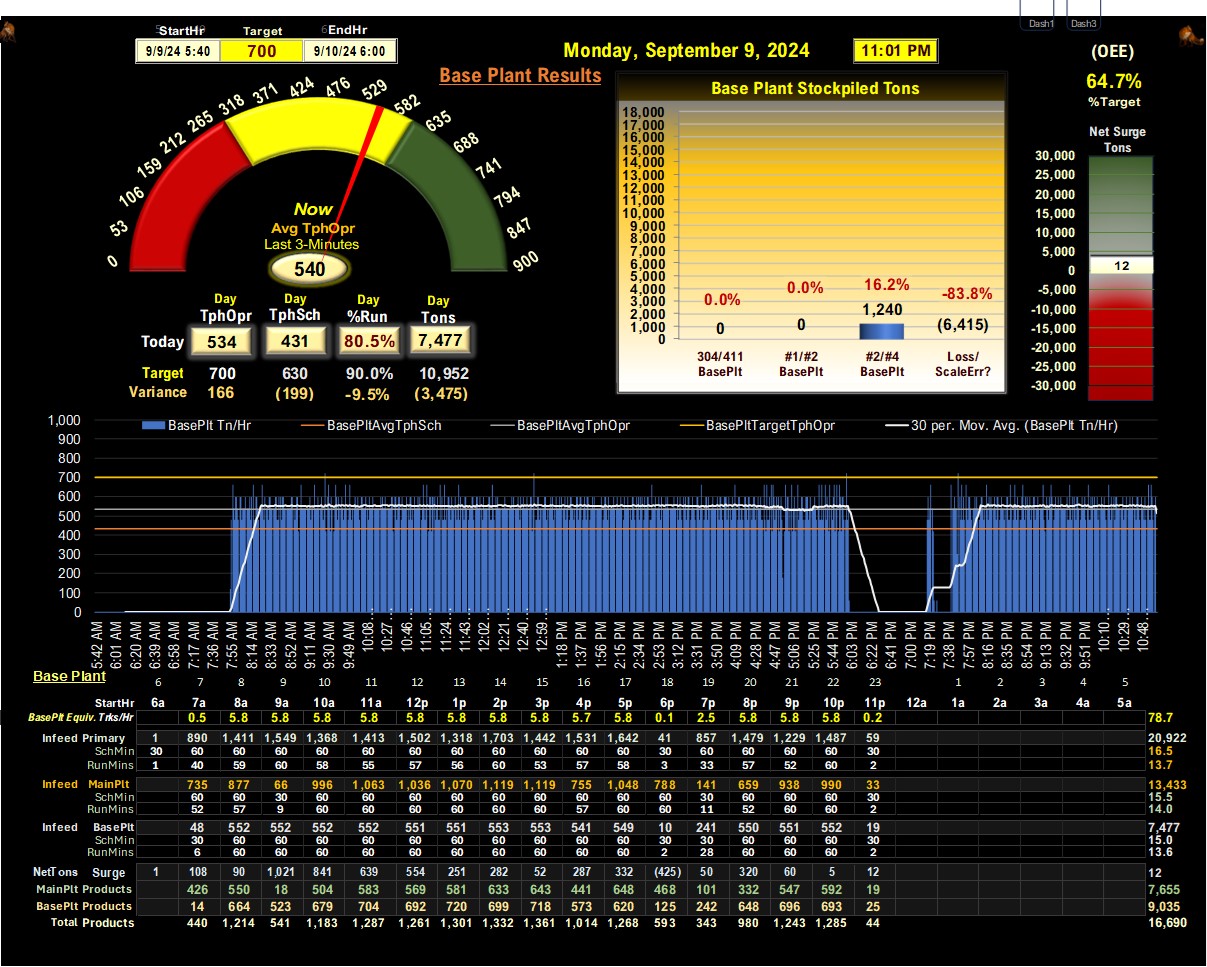 Dash1 Dash3
StartHr Target EndHr
9/9/24 5:40 700 9/10/24 6:00
Monday, September 9, 2024 11:01 PM
(OEE)
64.7%
%Target
Base Plant Results
0 53 106 159 212 265 318 371 424 476 529 582 635 688 741 794 847 900
Now
Avg TphOpr
Last 3-Minutes
540
Day Day Day Day
TphOpr TphSch %Run Tons
Today 534 431 80.5% 7,477
Target 700 630 90.0% 10,952
Variance 166 (199) -9.5% (3,475)
Base Plant Stockpiled Tons
18,000
17,000
16,000
15,000
14,000
13,000
12,000
11,000
10,000
9,000
8,000
7,000
6,000
5,000
4,000
3,000
2,000
1,000
0
0.0% 0.0% 16.2% -83.8%
0 0 1,240 (6,415)
304/411 #1/#2 #2/#4 Loss/
BasePlt BasePlt BasePlt ScaleErr?
Net Surge
Tons
30,000
25,000
20,000
15,000
10,000
5,000
0 12
-5,000
-10,000
-15,000
-20,000
-25,000
-30,000
BasePlt Tn/Hr BasePltAvgTphSch BasePltAvgTphOpr BasePltTargetTphOpr 30 per. Mov. Avg. (BasePlt Tn/Hr)
1,000
900
800
700
600
500
400
300
200
100
0
5:42 AM 6:01 AM 6:20 AM 6:39 AM 6:58 AM 7:17 AM 7:36 AM 7:55 AM 8:14 AM 8:33 AM 8:52 AM 9:11 AM 9:30 AM 9:49 AM 10:08… 10:27… 10:46… 11:05… 11:24… 11:43… 12:02… 12:21… 12:40… 12:59… 1:18 PM 1:37 PM 1:56 PM 2:15 PM 2:34 PM 2:53 PM 3:12 PM 3:31 PM 3:50 PM 4:09 PM 4:28 PM 4:47 PM 5:06 PM 5:25 PM 5:44 PM 6:03 PM 6:22 PM 6:41 PM 7:00 PM 7:19 PM 7:38 PM 7:57 PM 8:16 PM 8:35 PM 8:54 PM 9:13 PM 9:32 PM 9:51 PM 10:10… 10:29… 10:48…
Base Plant
6 7 8 9 10 11 12 13 14 15 16 17 18 19 20 21 22 23 1 2 3 4 5
StartHr 6a 7a 8a 9a 10a 11a 12p 1p 2p 3p 4p 5p 6p 7p 8p 9p 10p 11p 12a 1a 2a 3a 4a 5a
BasePlt Equiv. Trks/Hr 0.5 5.8 5.8 5.8 5.8 5.8 5.8 5.8 5.8 5.7 5.8 0.1 2.5 5.8 5.8 5.8 0.2 78.7
Infeed Primary 1 890 1,411 1,549 1,368 1,413 1,502 1,318 1,703 1,442 1,531 1,642 41 857 1,479 1,229 1,487 59 20,922
SchMin 30 60 60 60 60 60 60 60 60 60 60 60 30 60 60 60 60 30 16.5
RunMin 1 40 59 60 58 55 57 56 60 53 57 58 3 33 57 52 60 2 13.7
Infeed MainPlt 735 877 66 996 1,063 1,036 1,070 1,119 1,119 755 1,048 788 141 659 938 990 33 13,433
SchMin 60 60 30 60 60 60 60 60 60 60 60 60 30 60 60 60 30 15.5
RunMins 52 57 9 60 60 60 60 60 60 57 60 60 11 52 60 60 2 14.0
Infeed BasePlt 48 552 552 552 552 551 551 553 553 541 549 10 241 550 551 552 19 7,477
SchMin 30 60 60 60 60 60 60 60 60 60 60 30 30 60 60 60 30 15.0
RunMins 6 60 60 60 60 60 60 60 60 60 60 2 28 60 60 60 2 13.6
NetTons Surge 1 108 90 1,021 841 639 554 251 282 52 287 332 (425) 50 320 60 5 12 12
MainPlt Products 426 550 18 504 583 569 581 633 643 441 648 468 101 332 547 592 19 7,655
BasePlt Products 14 664 523 679 704 692 720 699 718 573 620 125 242 648 696 693 25 9,035
Total Products 440 1,214 541 1,183 1,287 1,261 1,301 1,332 1,361 1,014 1,268 593 343 980 1,243 1,285 44 16,690